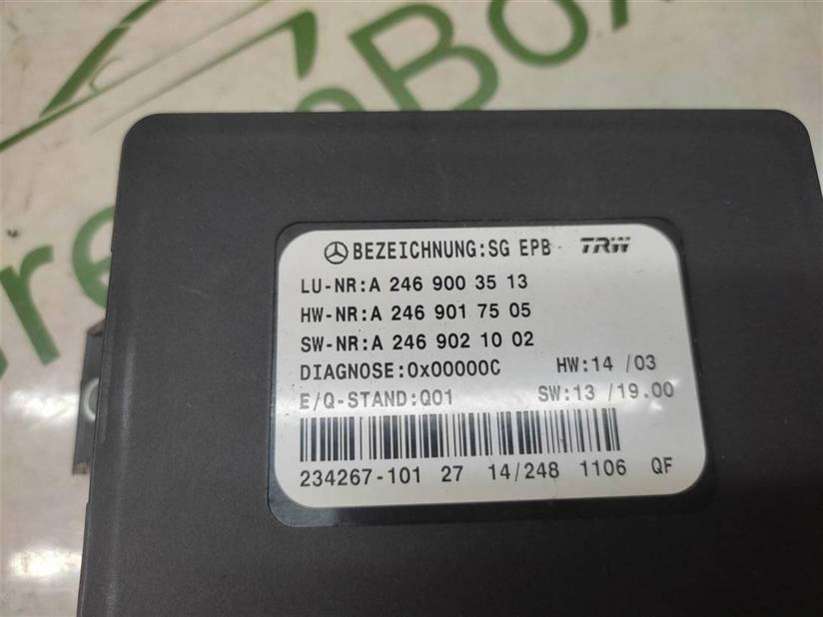 GreenBox
BEZEICHNUNG:SG EPB TRW
LU-NR:A 246 900 35 13
HW-NR:A 246 901 75 05
SW-NR:A 246 902 10 02
DIAGNOSE:0x00000C HW:14 /03
E/Q-STAND:Q01 SW:13 /19.00
234267-101 27 14/248 1106 QF